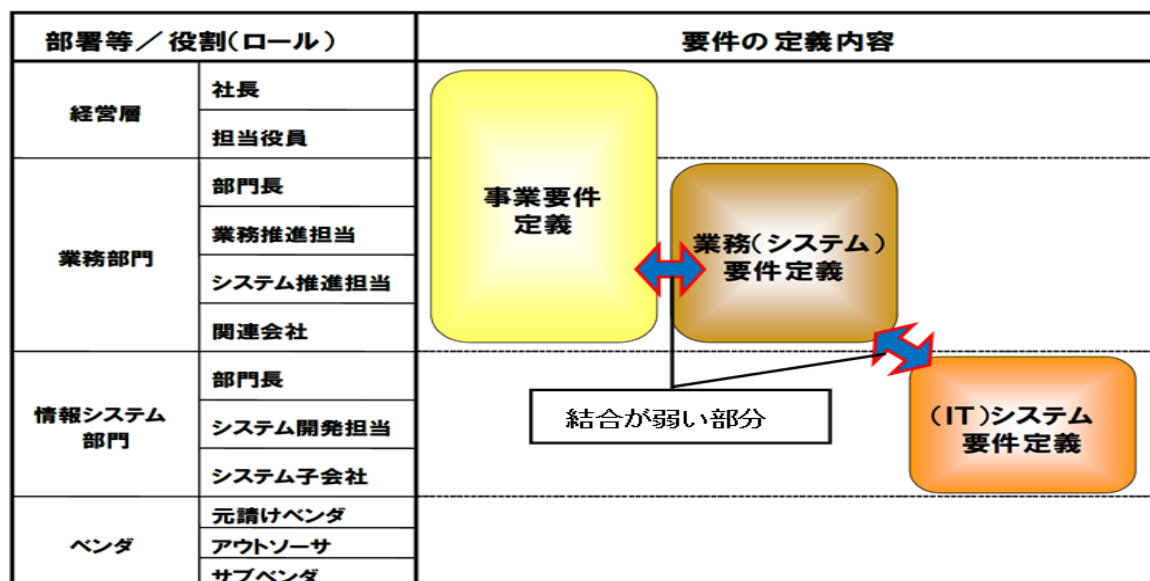 部署等／役割(ロール)
要件の定義内容
経営層
社長
担当役員
業務部門
部門長
業務推進担当
システム推進担当
関連会社
事業要件
定義
業務(システム)
要件定義
情報システム
部門
部門長
システム開発担当
システム子会社
結合が弱い部分
(IT)システム
要件定義
ベンダ
元請けベンダ
アウトソーサ
サブベンダ